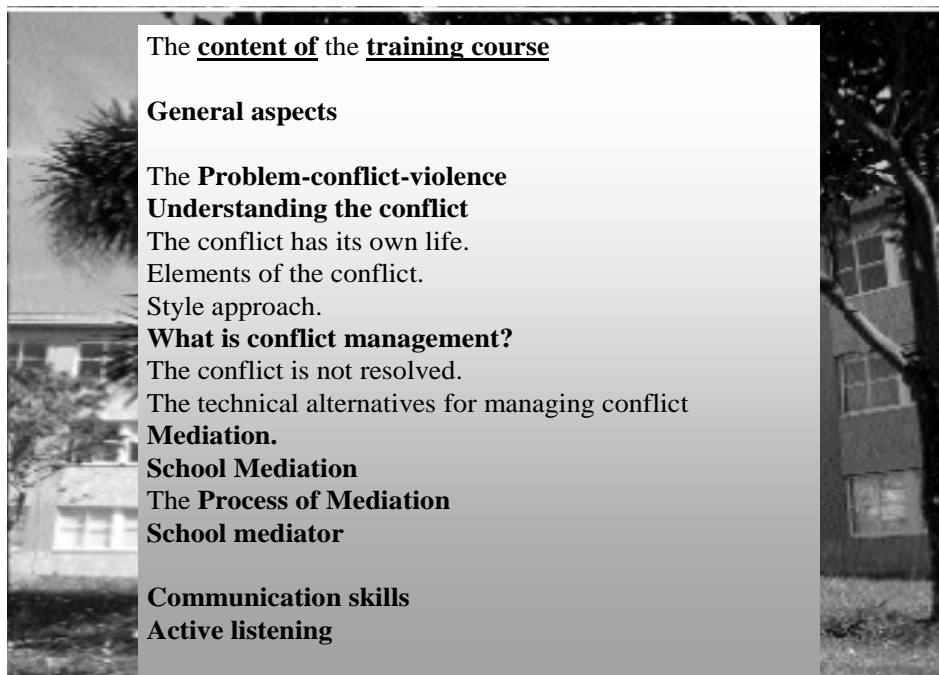 The content of the training course
General aspects
The Problem-conflict-violence
Understanding the conflict
The conflict has its own life.
Elements of the conflict.
Style approach.
What is conflict management?
The conflict is not resolved.
The technical alternatives for managing conflict
Mediation.
School Mediation
The Process of Mediation
School mediator
Communication skills
Active listening